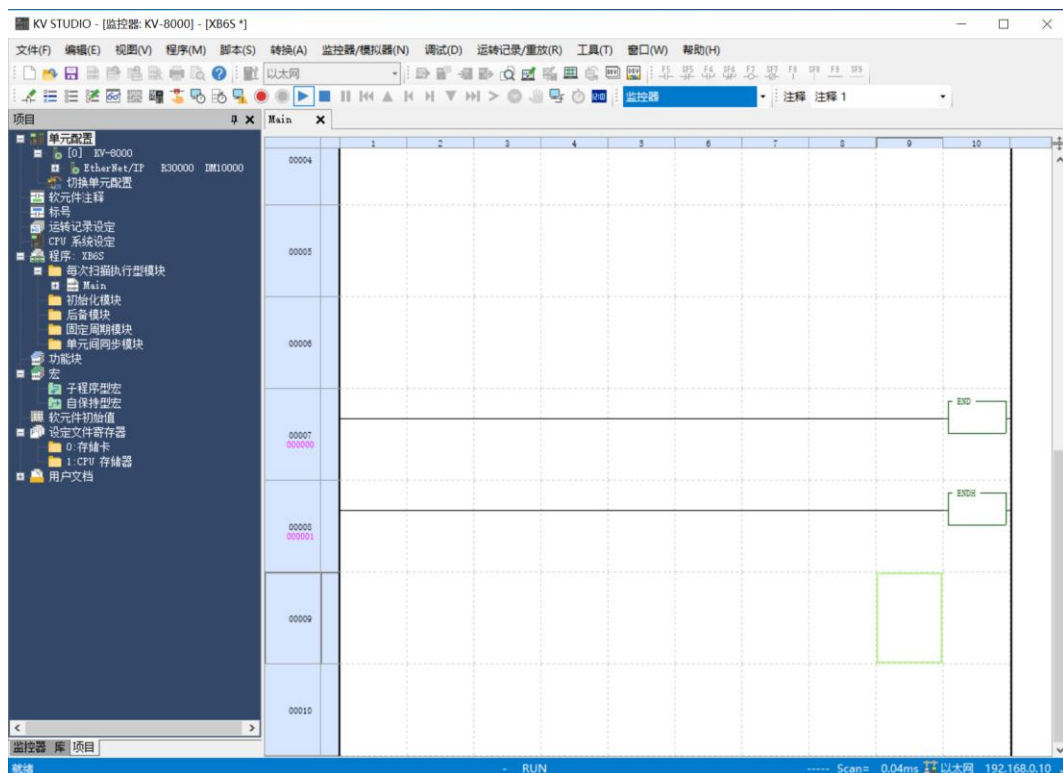 KV STUDIO - [监控器: KV-8000] - [XB6S *]
文件(F) 编辑(E) 视图(V) 程序(M) 脚本(S) 转换(A) 监控器/模拟器(N) 调试(D) 运转记录/重放(R) 工具(T) 窗口(W) 帮助(H)
以太网
监控器 注释 注释 1
项目 Main
1 2 3 4 5 6 7 8 9 10
单元配置
[0] KV-8000
EtherNet/IP R30000 DM10000
切换单元配置
软元件注释
标号
运转记录设定
CPU 系统设定
程序: XB6S
每次扫描执行型模块
Main
初始化模块
后备模块
固定周期模块
单元间同步模块
功能块
宏
子程序型宏
自保持型宏
软元件初始值
设定文件寄存器
0:存储卡
1:CPU 存储器
用户文档
00004
00005
00006
END
00007
000000
ENDH
00008
000001
00009
00010
监控器 库 项目
就绪 - RUN ----- Scan= 0.04ms 以太网 192.168.0.10